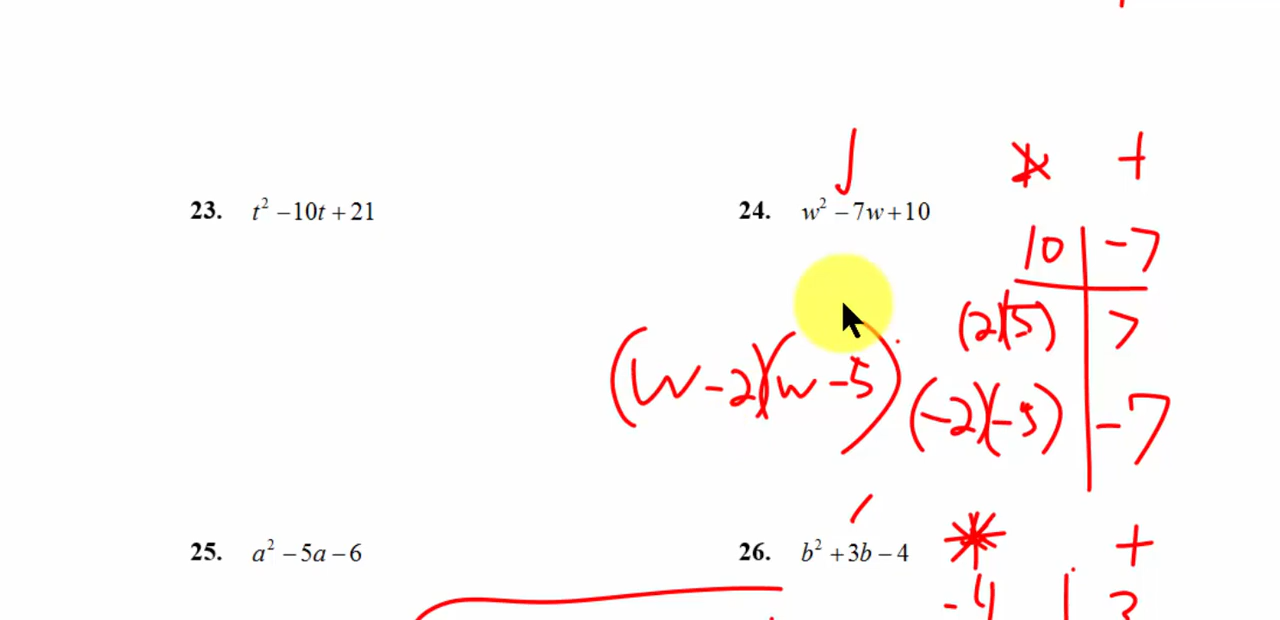 * +
23. t² −10t + 21
24. w² − 7w + 10
10 | −7
(2)(5) | 7
(w − 2)(w − 5)
(−2)(−5) | −7
* +
25. a² − 5a − 6
26. b² + 3b − 4
−4 | 3